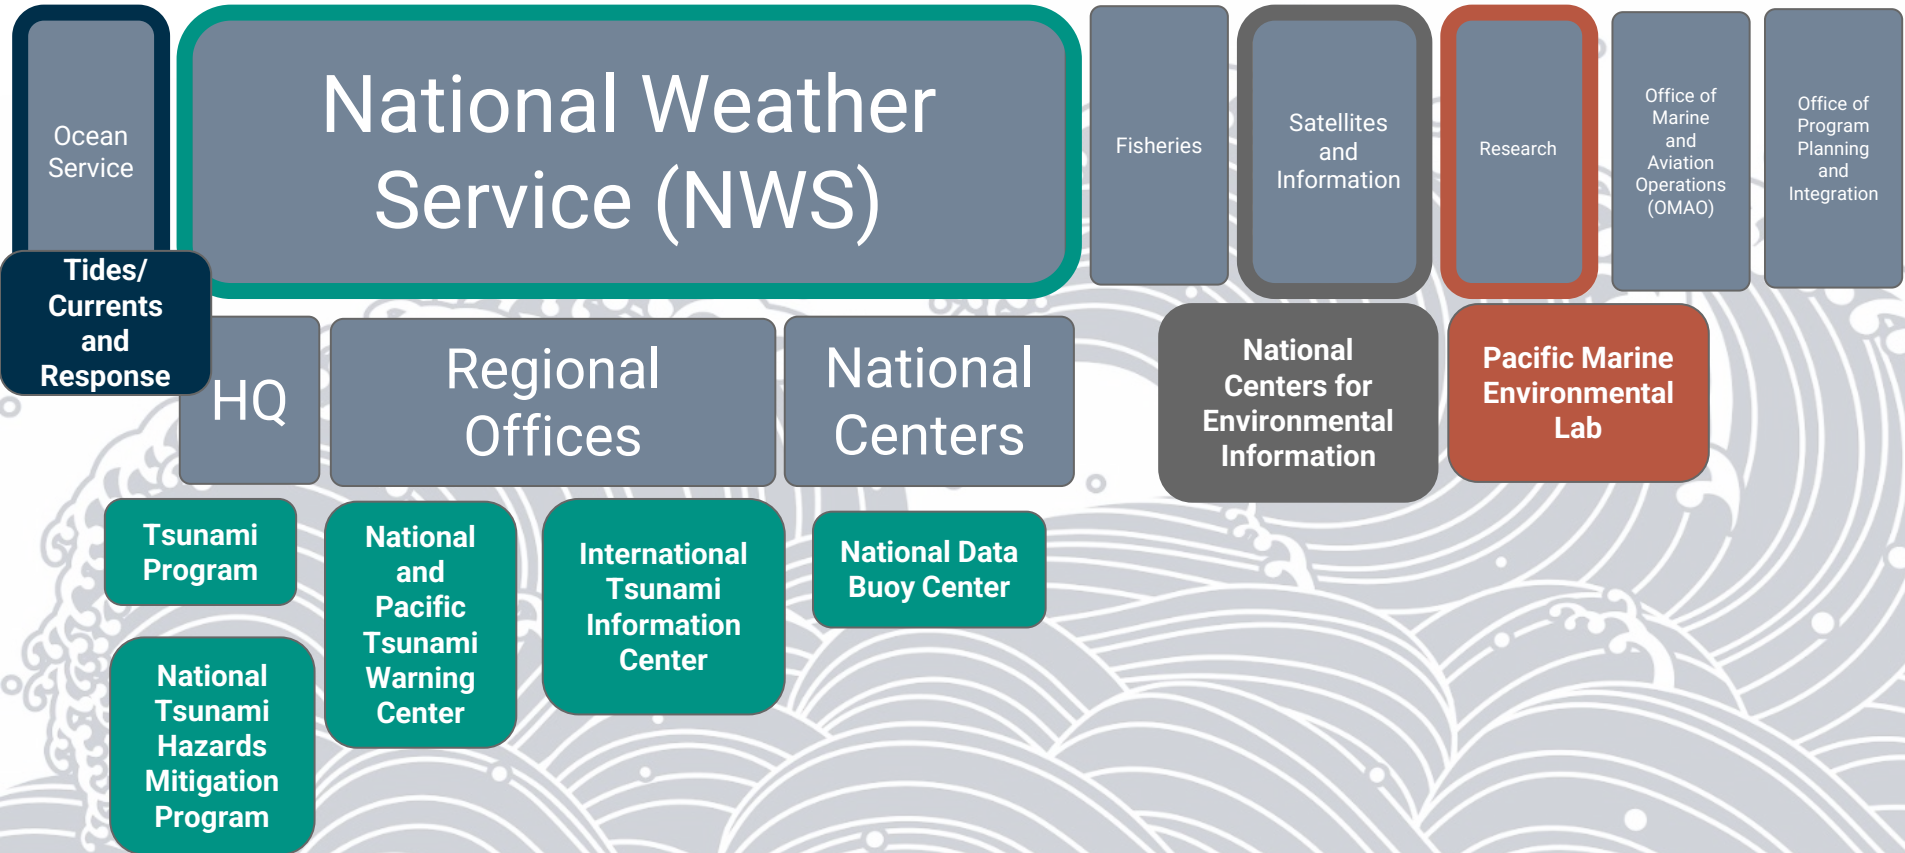 Ocean
Service
National Weather
Service (NWS)
Fisheries
Satellites
and
Information
Research
Office of
Marine
and
Aviation
Operations
(OMAO)
Office of
Program
Planning
and
Integration
Tides/
Currents
and
Response
HQ
Regional
Offices
National
Centers
National
Centers for
Environmental
Information
Pacific Marine
Environmental
Lab
Tsunami
Program
National
Tsunami
Hazards
Mitigation
Program
National
and
Pacific
Tsunami
Warning
Center
International
Tsunami
Information
Center
National Data
Buoy Center